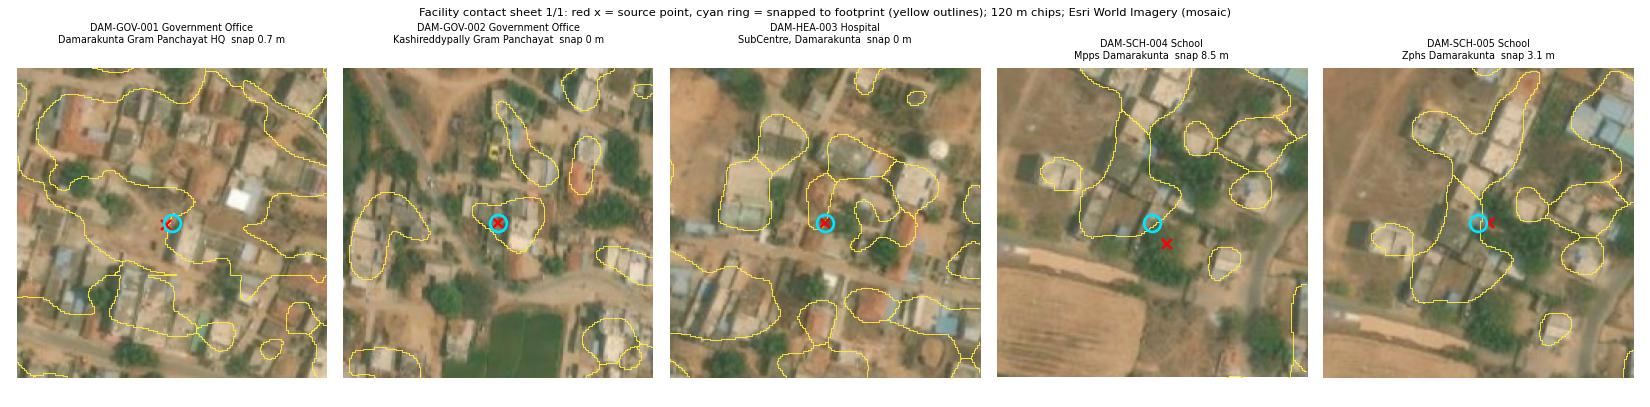 Facility contact sheet 1/1: red x = source point, cyan ring = snapped to footprint (yellow outlines); 120 m chips; Esri World Imagery (mosaic)
DAM-GOV-001 Government Office
Damarakunta Gram Panchayat HQ  snap 0.7 m
DAM-GOV-002 Government Office
Kashireddypally Gram Panchayat  snap 0 m
DAM-HEA-003 Hospital
SubCentre, Damarakunta  snap 0 m
DAM-SCH-004 School
Mpps Damarakunta  snap 8.5 m
DAM-SCH-005 School
Zphs Damarakunta  snap 3.1 m